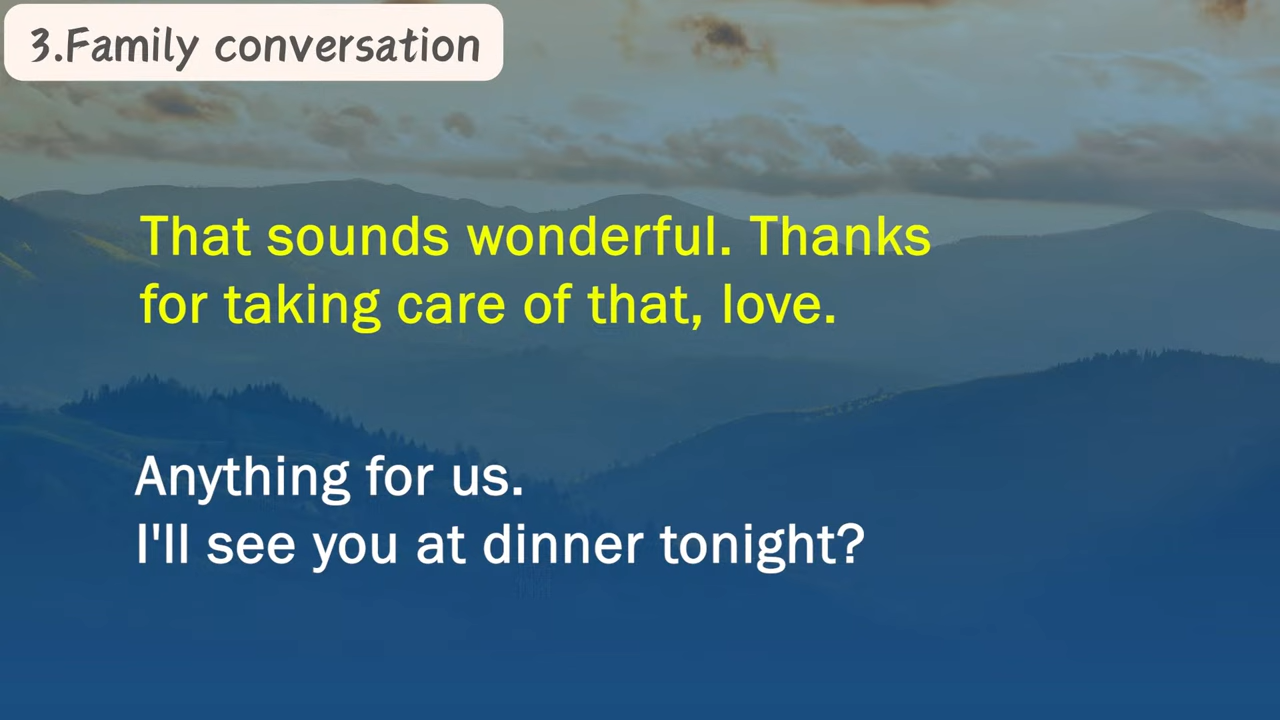 3.Family conversation
That sounds wonderful. Thanks
for taking care of that, love.
Anything for us.
I'll see you at dinner tonight?